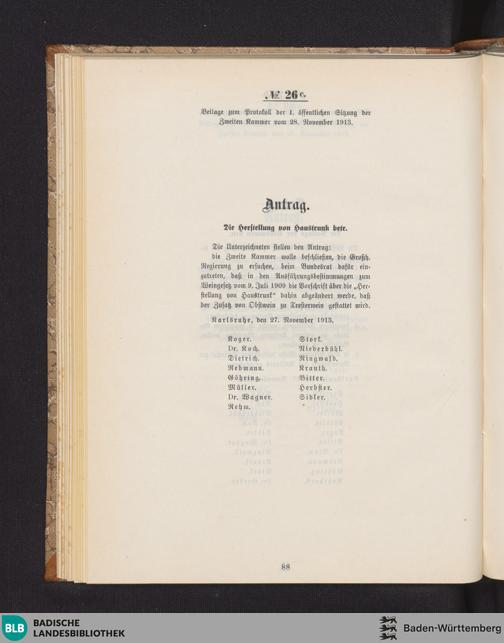 № 26c.
Beilage zum Protokoll der 1. öffentlichen Sitzung der
Zweiten Kammer vom 28. November 1913.
Antrag.
Die Herstellung von Haustrunk betr.
Die Unterzeichneten stellen den Antrag:
die Zweite Kammer wolle beschließen, die Großh.
Regierung zu ersuchen, beim Bundesrat dafür ein-
zutreten, daß in den Ausführungsbestimmungen zum
Weingesetz vom 9. Juli 1909 die Vorschrift über die „Her-
stellung von Haustrunk“ dahin abgeändert werde, daß
der Zusatz von Obstwein zu Tresterwein gestattet wird.
Karlsruhe, den 27. November 1913.
Koger.
Dr. Koch.
Dietrich.
Rebmann.
Göhring.
Müller.
Dr. Wagner.
Rehm.
Stork.
Niederbühl.
Ringwald.
Krauth.
Bitter.
Herbster.
Sidler.
88
BLB BADISCHE
LANDESBIBLIOTHEK
Baden-Württemberg